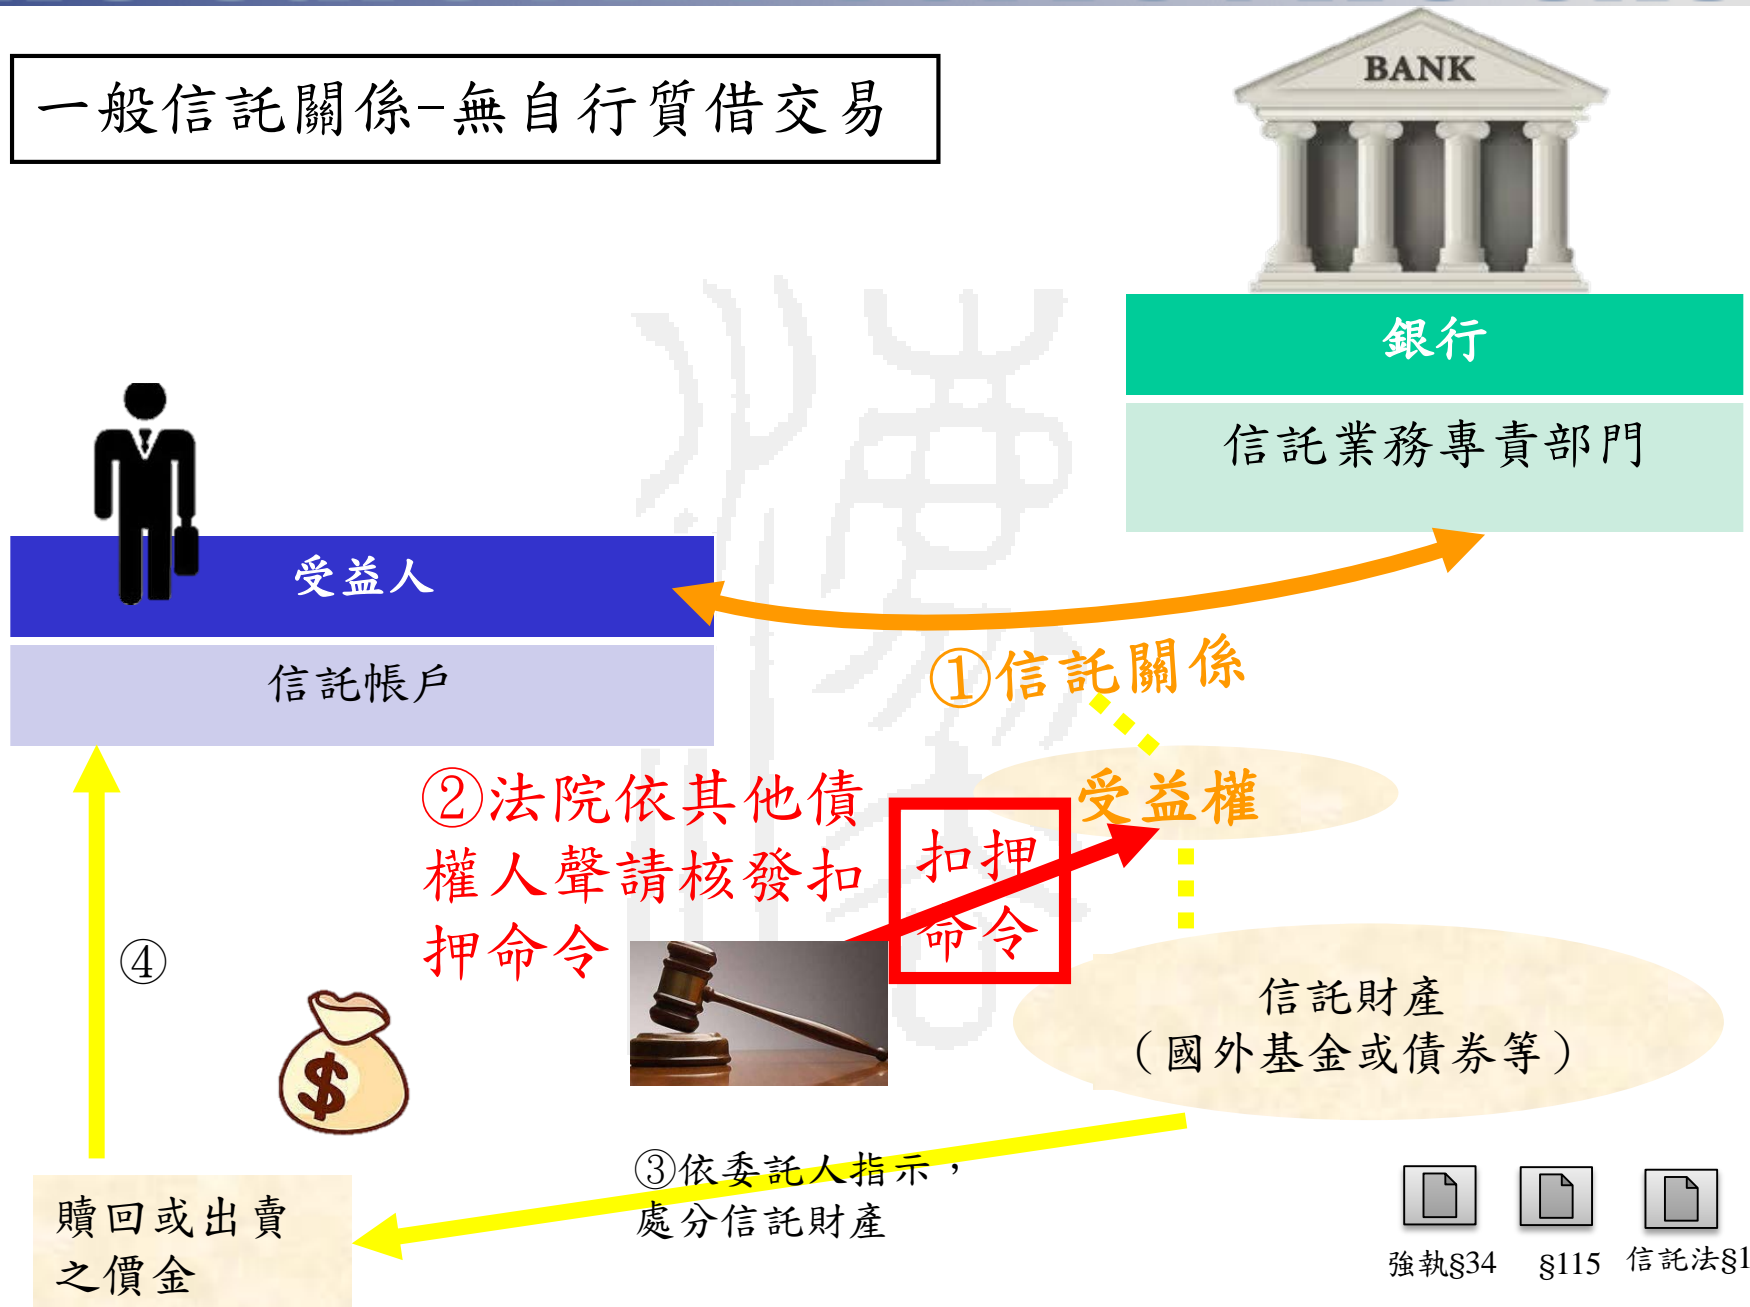 一般信託關係-無自行質借交易
BANK
銀行
信託業務專責部門
受益人
信託帳戶
①信託關係
受益權
②法院依其他債
權人聲請核發扣
押命令
扣押
命令
④
信託財產
（國外基金或債券等）
③依委託人指示，
處分信託財產
贖回或出賣
之價金
強執§34
§115
信託法§1